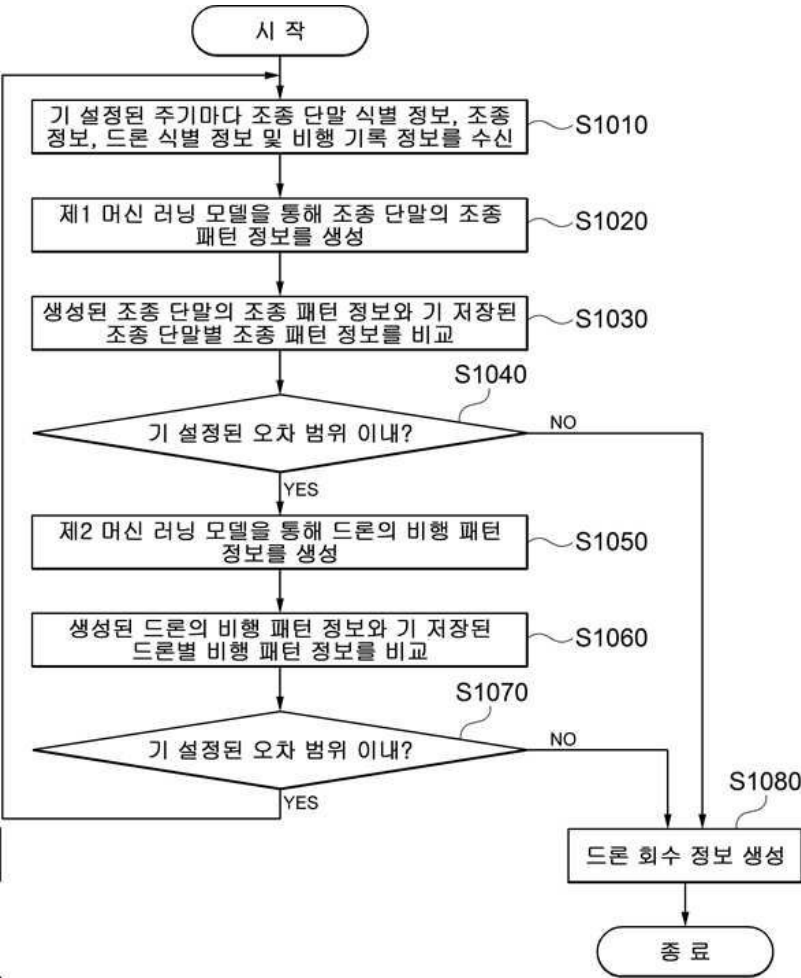 시 작
기 설정된 주기마다 조종 단말 식별 정보, 조종
정보, 드론 식별 정보 및 비행 기록 정보를 수신
S1010
제1 머신 러닝 모델을 통해 조종 단말의 조종
패턴 정보를 생성
S1020
생성된 조종 단말의 조종 패턴 정보와 기 저장된
조종 단말별 조종 패턴 정보를 비교
S1030
S1040
기 설정된 오차 범위 이내?
NO
YES
제2 머신 러닝 모델을 통해 드론의 비행 패턴
정보를 생성
S1050
생성된 드론의 비행 패턴 정보와 기 저장된
드론별 비행 패턴 정보를 비교
S1060
S1070
기 설정된 오차 범위 이내?
NO
YES
S1080
드론 회수 정보 생성
종 료